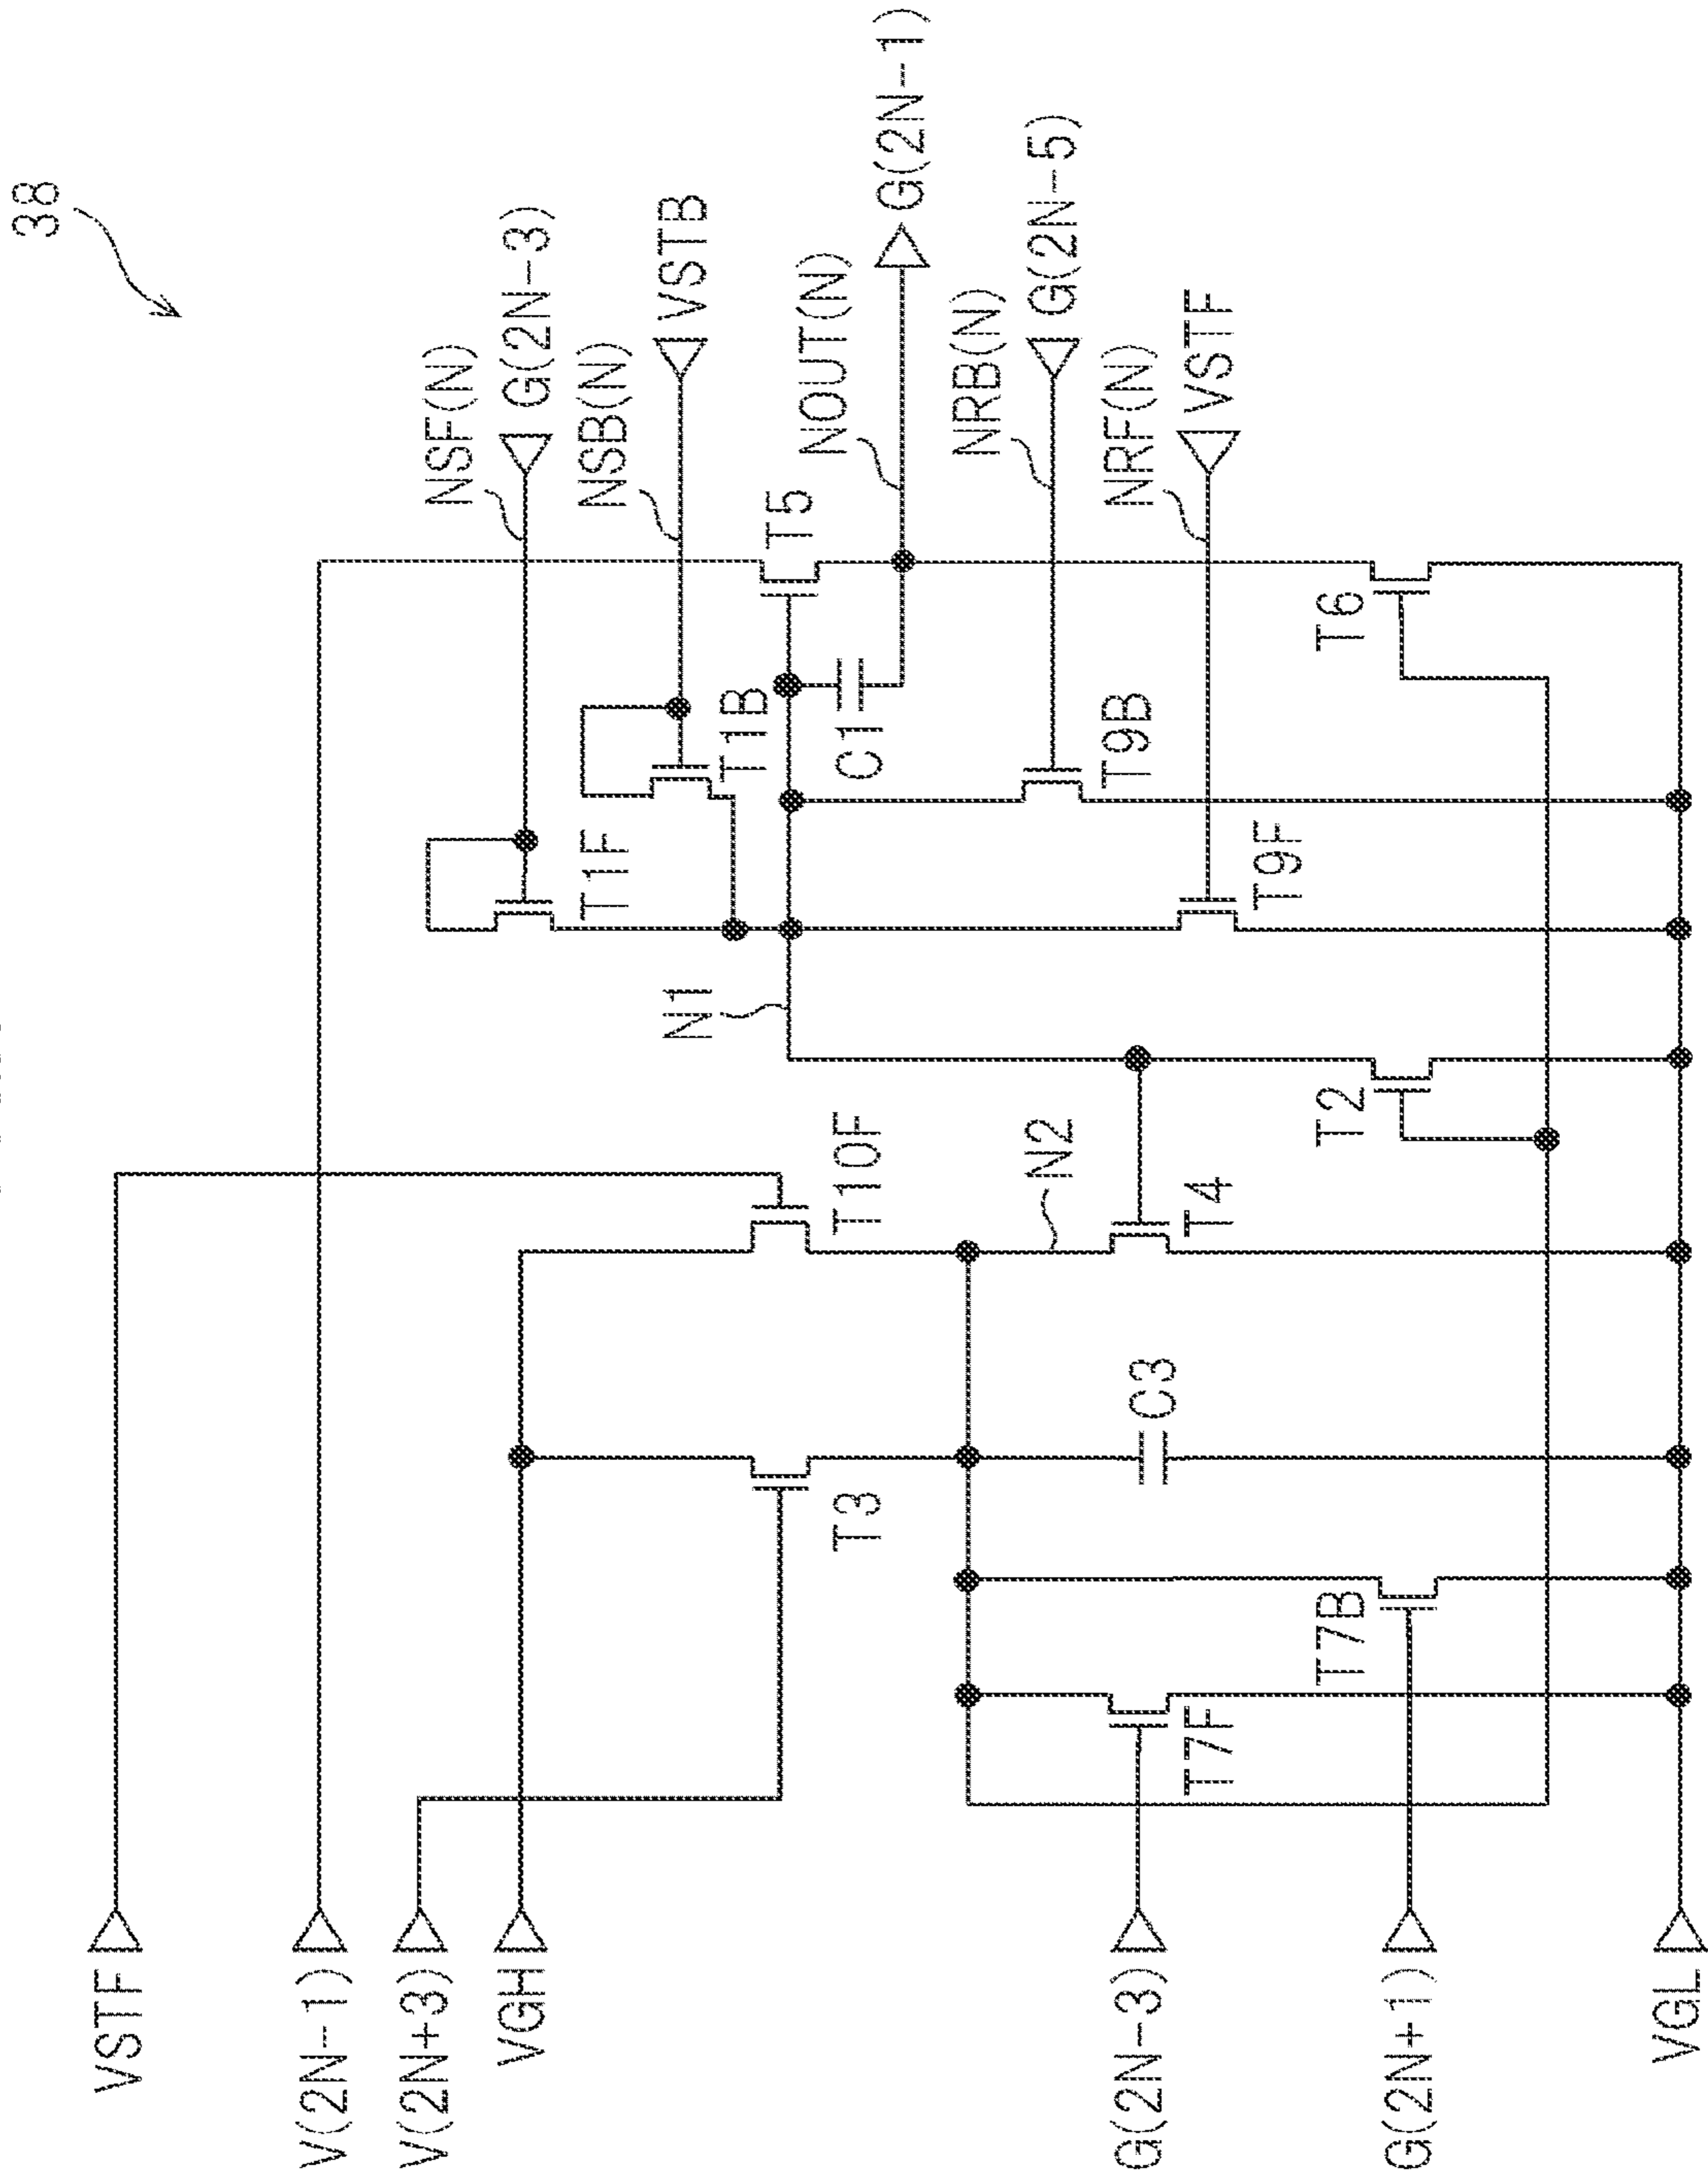 38
VSTF
V(2N-1)
V(2N+3)
VGH
G(2N-3)
G(2N+1)
VGL
NSF(N)
G(2N-3)
NSB(N)
VSTB
NOUT(N)
G(2N-1)
NRB(N)
G(2N-5)
NRF(N)
VSTF
T1F
T1B
T5
C1
T9B
T9F
T6
N1
T10F
N2
T4
T2
T3
C3
T7B
T7F